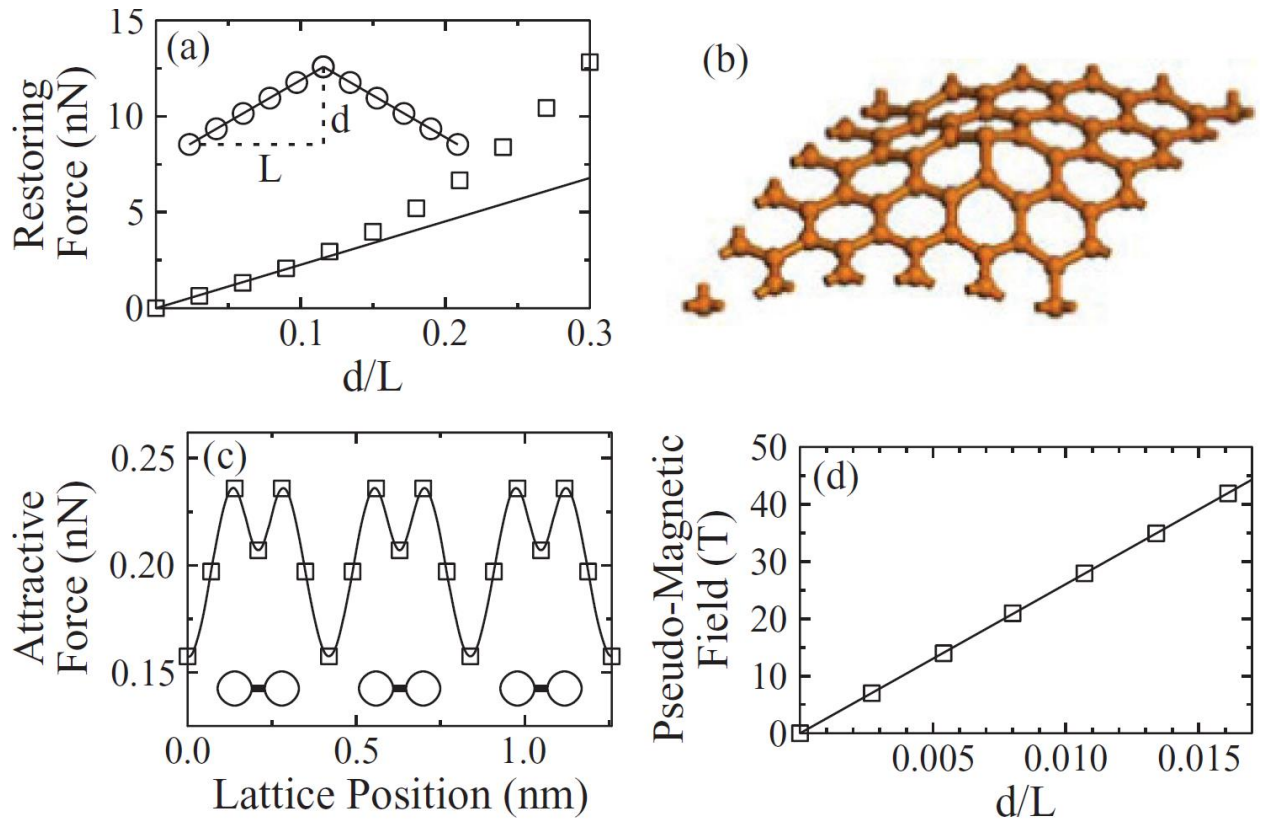 15
(a)
10
5
0
d
L
0.1
0.2
0.3
Restoring
Force (nN)
d/L
(b)
0.25
(c)
0.20
0.15
0.0
0.5
1.0
Attractive
Force (nN)
Lattice Position (nm)
50
(d)
40
30
20
10
0
0.005
0.010
0.015
Pseudo-Magnetic
Field (T)
d/L